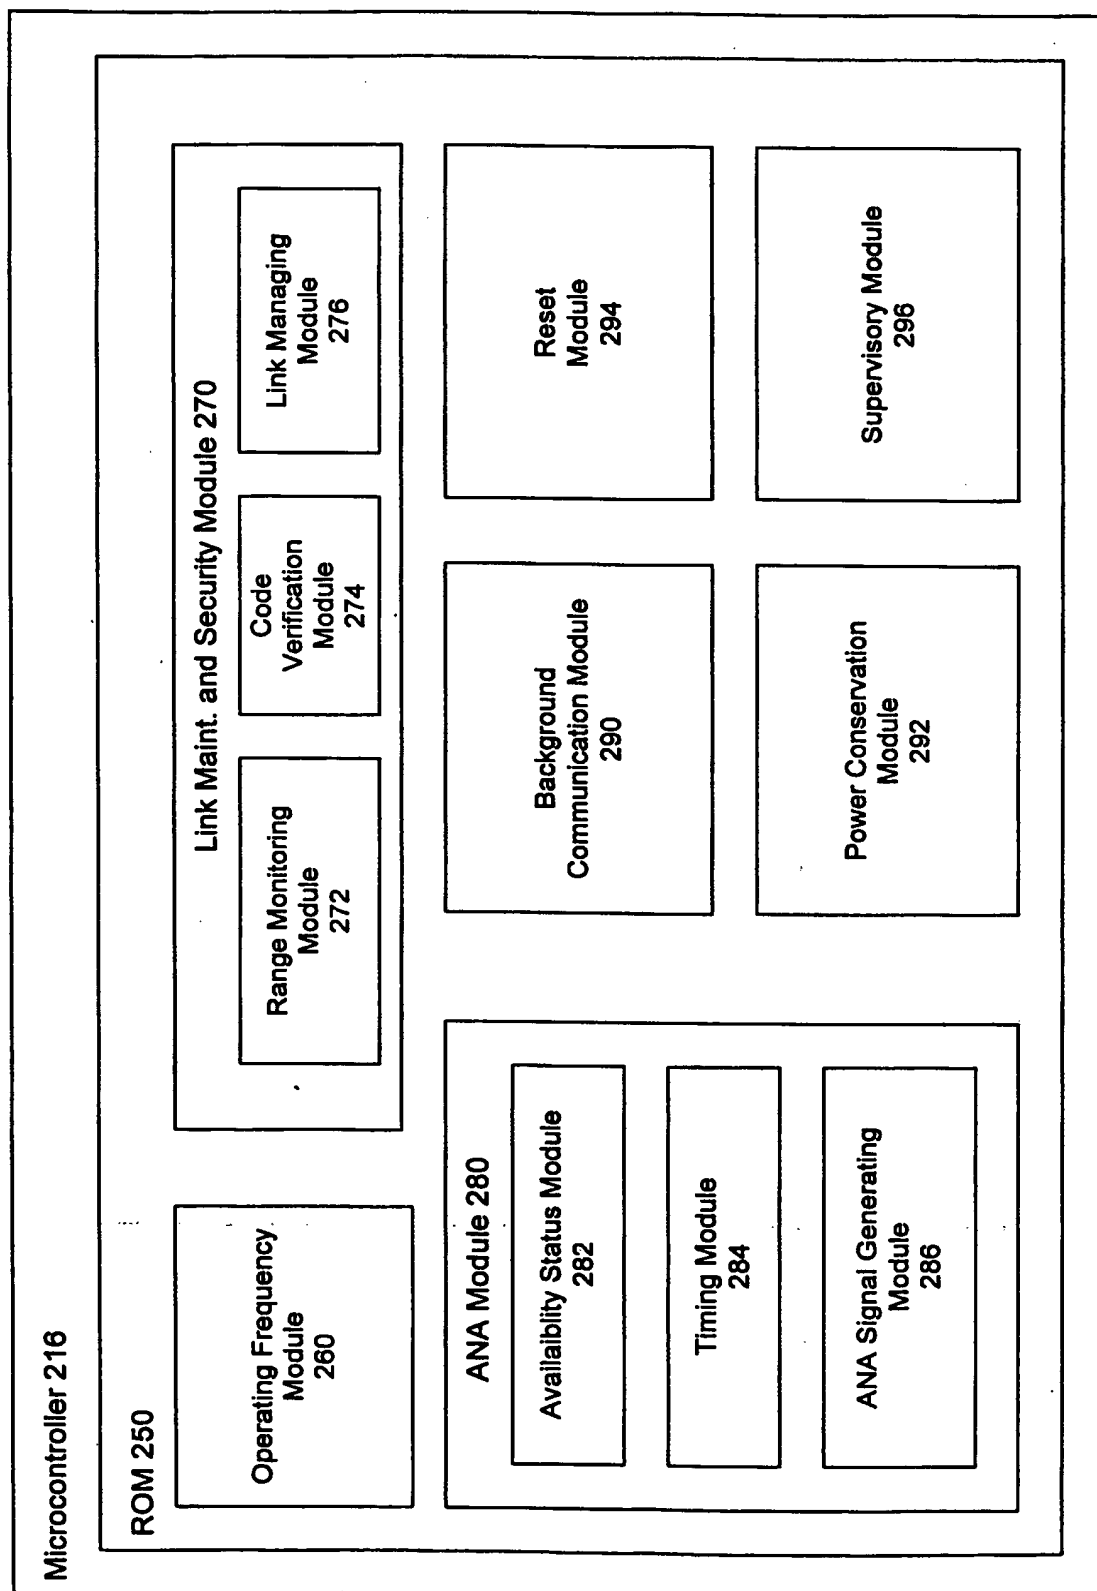 Microcontroller 216
ROM 250
Operating Frequency
Module
260
Link Maint. and Security Module 270
Range Monitoring
Module
272
Code
Verification
Module
274
Link Managing
Module
276
ANA Module 280
Availaiblity Status Module
282
Timing Module
284
ANA Signal Generating
Module
286
Background
Communication Module
290
Reset
Module
294
Power Conservation
Module
292
Supervisory Module
296